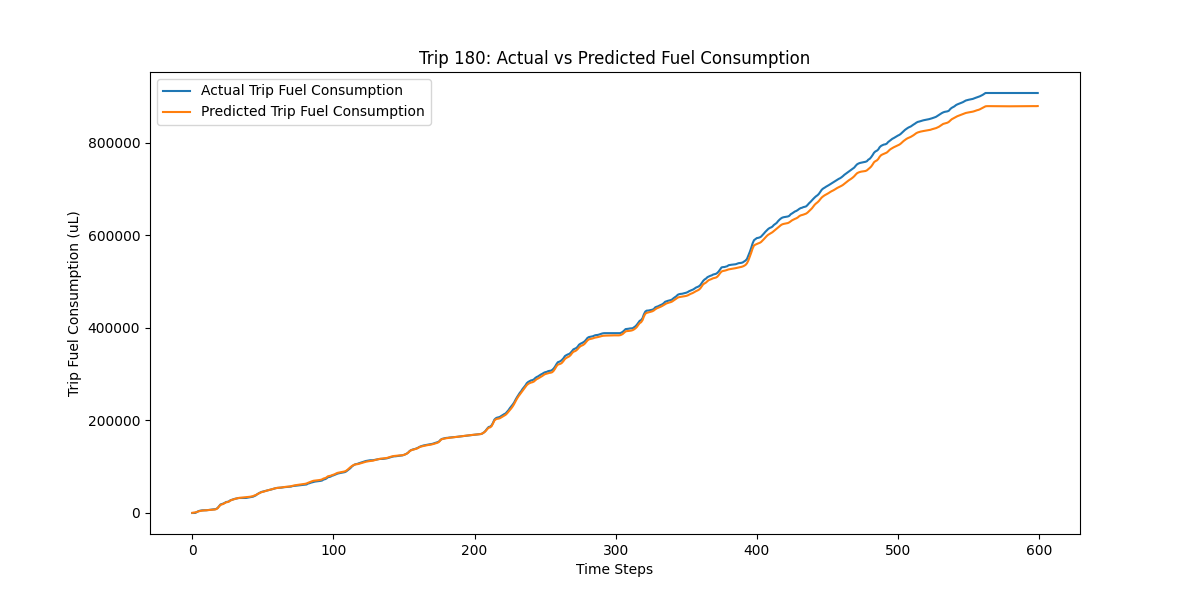 Trip 180: Actual vs Predicted Fuel Consumption
Actual Trip Fuel Consumption
Predicted Trip Fuel Consumption
Trip Fuel Consumption (uL)
800000
600000
400000
200000
0
0 100 200 300 400 500 600
Time Steps